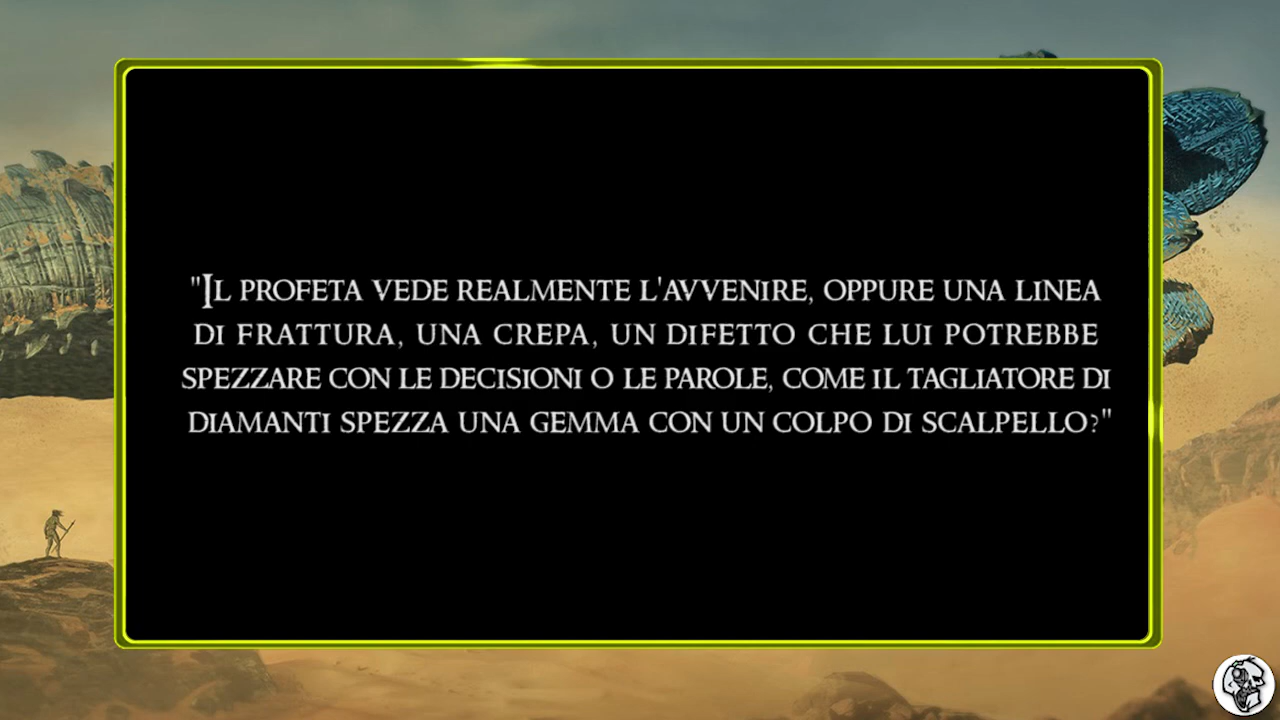 "Il profeta vede realmente l'avvenire, oppure una linea
di frattura, una crepa, un difetto che lui potrebbe
spezzare con le decisioni o le parole, come il tagliatore di
diamanti spezza una gemma con un colpo di scalpello?"